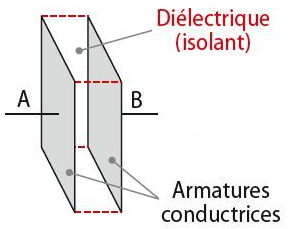 Diélectrique
(isolant)
A
B
Armatures
conductrices